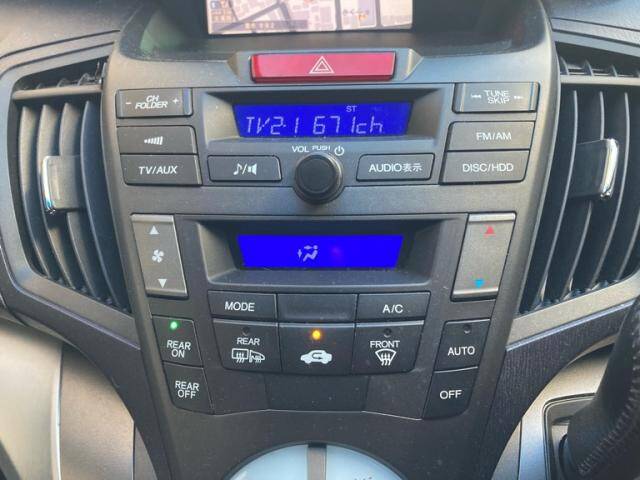 - CH FOLDER +
ST
TV21 671ch
TUNE SKIP
VOL PUSH
FM/AM
TV/AUX
AUDIO表示
DISC/HDD
MODE
A/C
REAR ON
REAR
FRONT
AUTO
REAR OFF
OFF